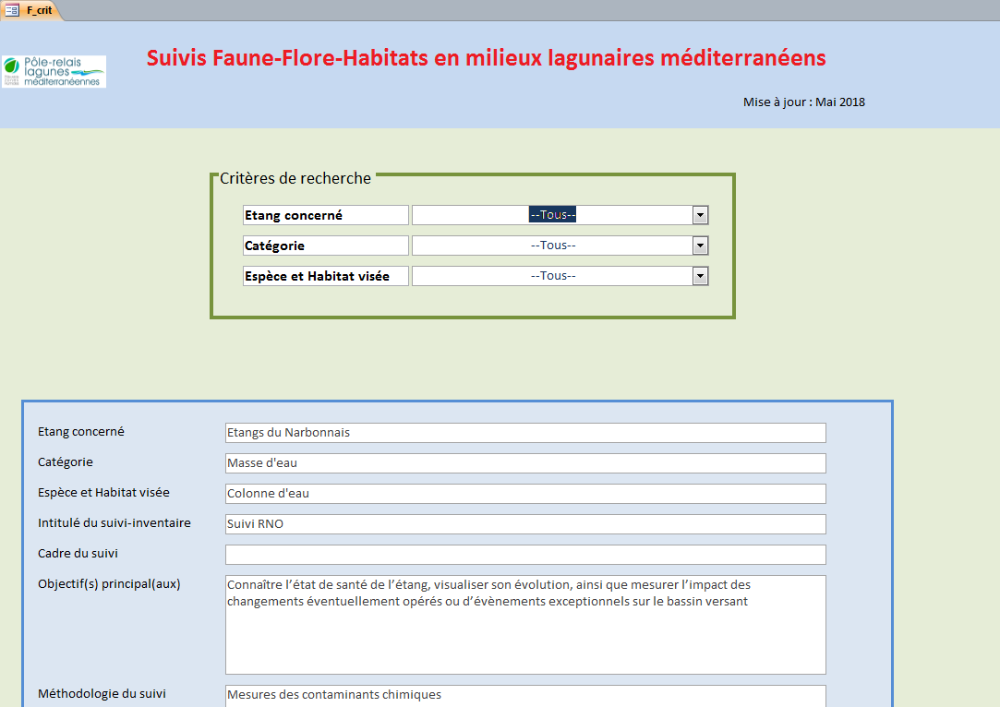 F_crit
Pôle-relais
lagunes
méditerranéennes
Suivis Faune-Flore-Habitats en milieux lagunaires méditerranéens
Mise à jour : Mai 2018
Critères de recherche
Etang concerné --Tous--
Catégorie --Tous--
Espèce et Habitat visée --Tous--
Etang concerné Etangs du Narbonnais
Catégorie Masse d'eau
Espèce et Habitat visée Colonne d'eau
Intitulé du suivi-inventaire Suivi RNO
Cadre du suivi
Objectif(s) principal(aux) Connaître l’état de santé de l’étang, visualiser son évolution, ainsi que mesurer l’impact des
changements éventuellement opérés ou d’évènements exceptionnels sur le bassin versant
Méthodologie du suivi Mesures des contaminants chimiques